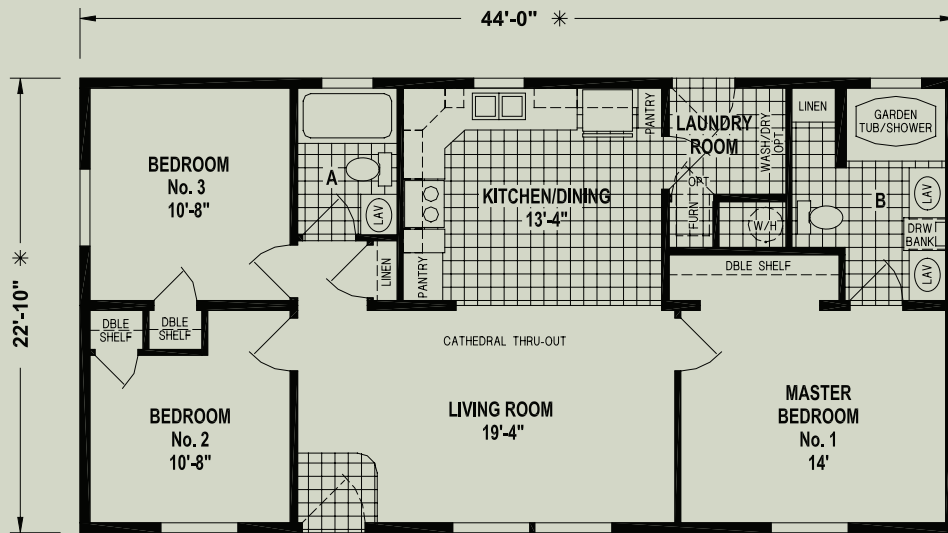 44'-0" ✳
22'-10" ✳
BEDROOM
No. 3
10'-8"
A
LAV
LINEN
KITCHEN/DINING
13'-4"
PANTRY
PANTRY
LAUNDRY
ROOM
WASH/DRY
OPT
OPT
FURN
W/H
LINEN
GARDEN
TUB/SHOWER
B
LAV
DRW
BANK
LAV
DBLE SHELF
DBLE
SHELF
DBLE
SHELF
CATHEDRAL THRU-OUT
BEDROOM
No. 2
10'-8"
LIVING ROOM
19'-4"
MASTER
BEDROOM
No. 1
14'